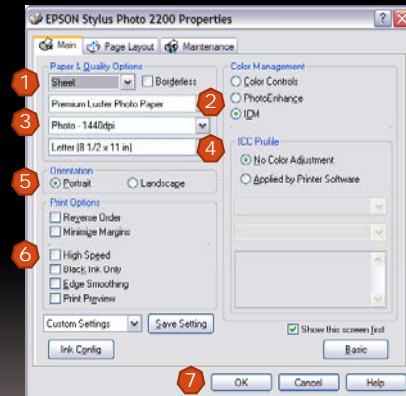 EPSON Stylus Photo 2200 Properties
Main
Page Layout
Maintenance
Paper & Quality Options
1
Sheet
Borderless
Premium Luster Photo Paper
3
Photo - 1440dpi
Letter (8 1/2 x 11 in)
Orientation
5
Portrait
Landscape
Print Options
Reverse Order
Minimize Margins
6
High Speed
Black Ink Only
Edge Smoothing
Print Preview
Custom Settings
Save Setting
Ink Config
Color Management
Color Controls
2
PhotoEnhance
ICM
4
ICC Profile
No Color Adjustment
Applied by Printer Software
Show this screen first
Basic
7
OK
Cancel
Help